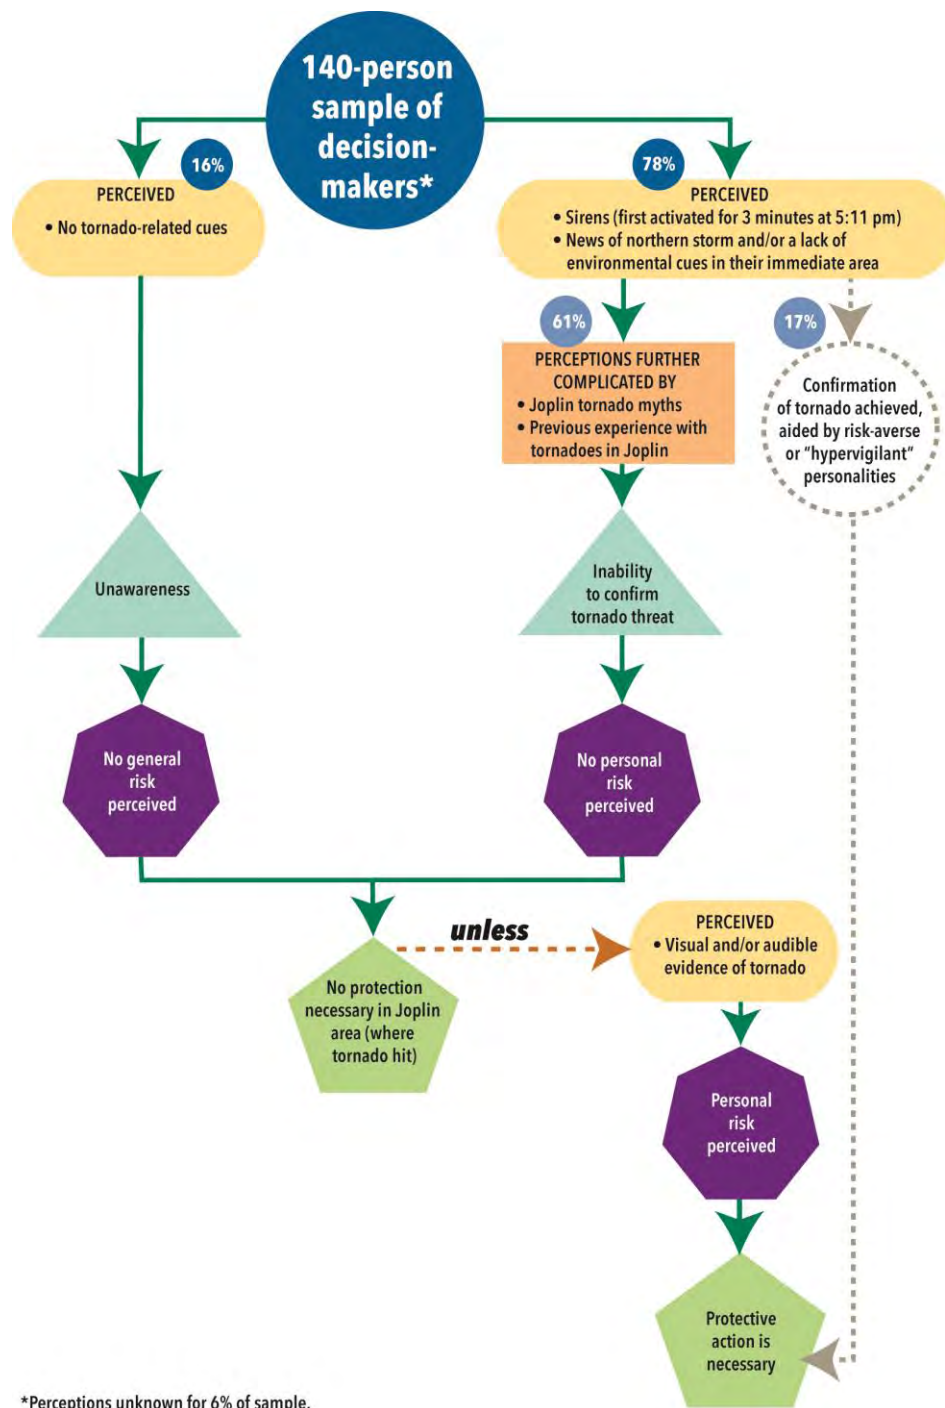 140-person
sample of
decision-
makers*
16%
PERCEIVED
• No tornado-related cues
78%
PERCEIVED
• Sirens (first activated for 3 minutes at 5:11 pm)
• News of northern storm and/or a lack of
environmental cues in their immediate area
61%
PERCEPTIONS FURTHER
COMPLICATED BY
• Joplin tornado myths
• Previous experience with
tornadoes in Joplin
17%
Confirmation
of tornado achieved,
aided by risk-averse
or "hypervigilant"
personalities
Unawareness
Inability
to confirm
tornado threat
No general
risk
perceived
No personal
risk
perceived
No protection
necessary in Joplin
area (where
tornado hit)
unless
PERCEIVED
• Visual and/or audible
evidence of tornado
Personal
risk
perceived
Protective
action is
necessary
*Perceptions unknown for 6% of sample.